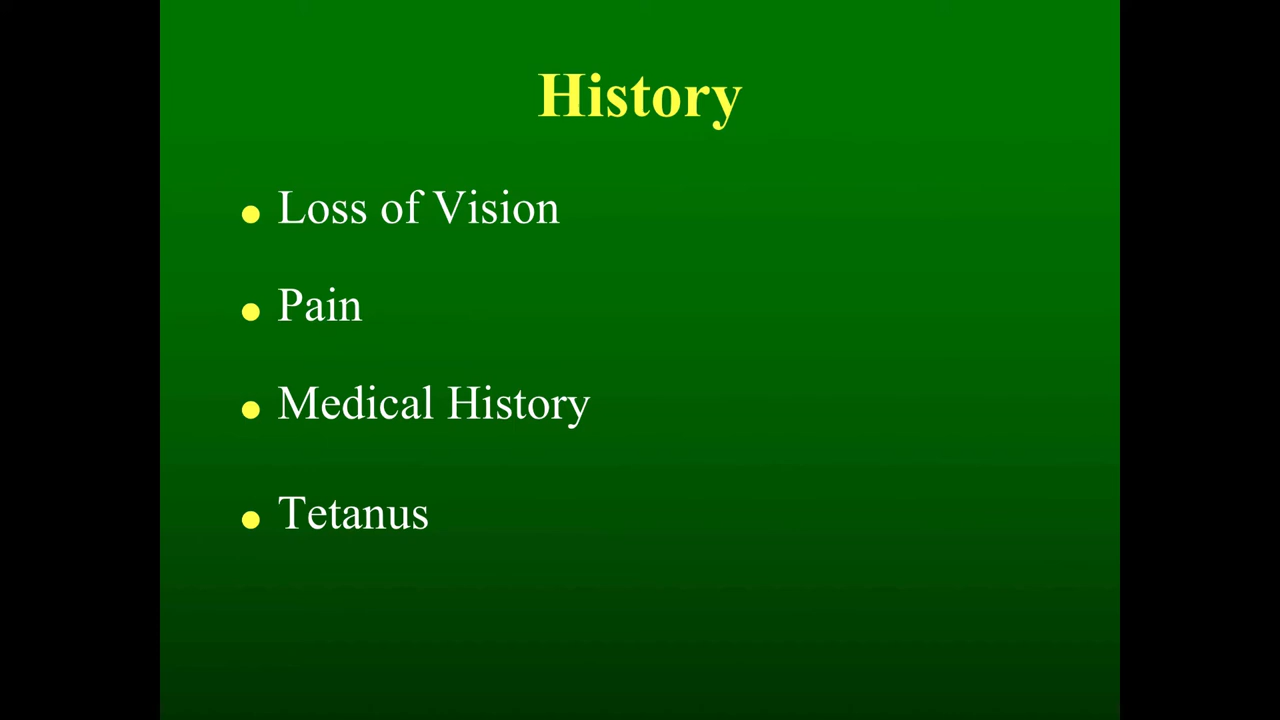 History
• Loss of Vision
• Pain
• Medical History
• Tetanus